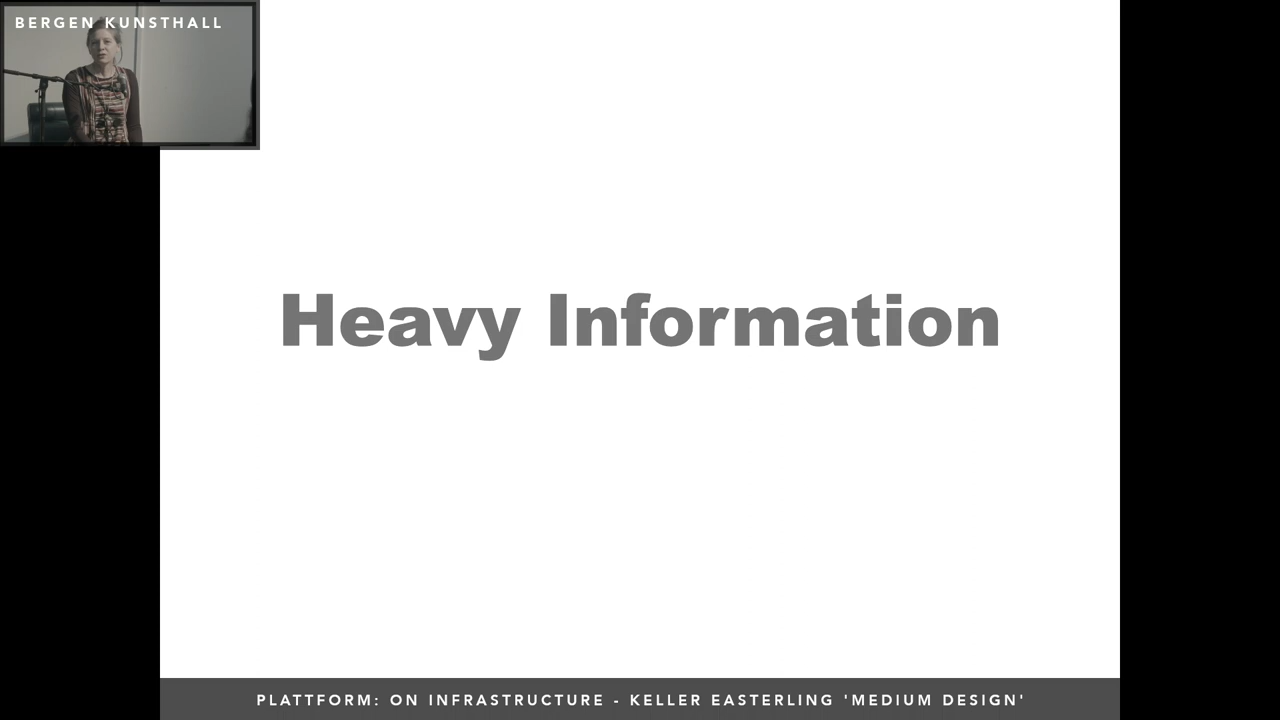 BERGEN KUNSTHALL
Heavy Information
PLATTFORM: ON INFRASTRUCTURE - KELLER EASTERLING 'MEDIUM DESIGN'